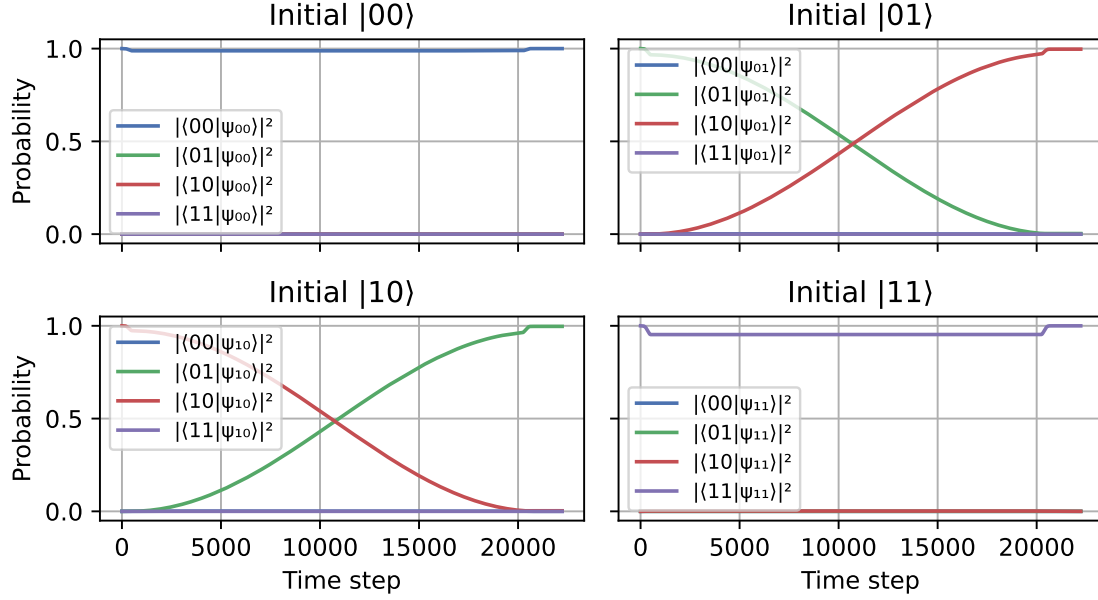 Initial |00⟩
Probability
1.0
0.5
0.0
|⟨00|ψ₀₀⟩|²
|⟨01|ψ₀₀⟩|²
|⟨10|ψ₀₀⟩|²
|⟨11|ψ₀₀⟩|²
Initial |01⟩
|⟨00|ψ₀₁⟩|²
|⟨01|ψ₀₁⟩|²
|⟨10|ψ₀₁⟩|²
|⟨11|ψ₀₁⟩|²
Initial |10⟩
Probability
1.0
0.5
0.0
|⟨00|ψ₁₀⟩|²
|⟨01|ψ₁₀⟩|²
|⟨10|ψ₁₀⟩|²
|⟨11|ψ₁₀⟩|²
0 5000 10000 15000 20000
Time step
Initial |11⟩
|⟨00|ψ₁₁⟩|²
|⟨01|ψ₁₁⟩|²
|⟨10|ψ₁₁⟩|²
|⟨11|ψ₁₁⟩|²
0 5000 10000 15000 20000
Time step